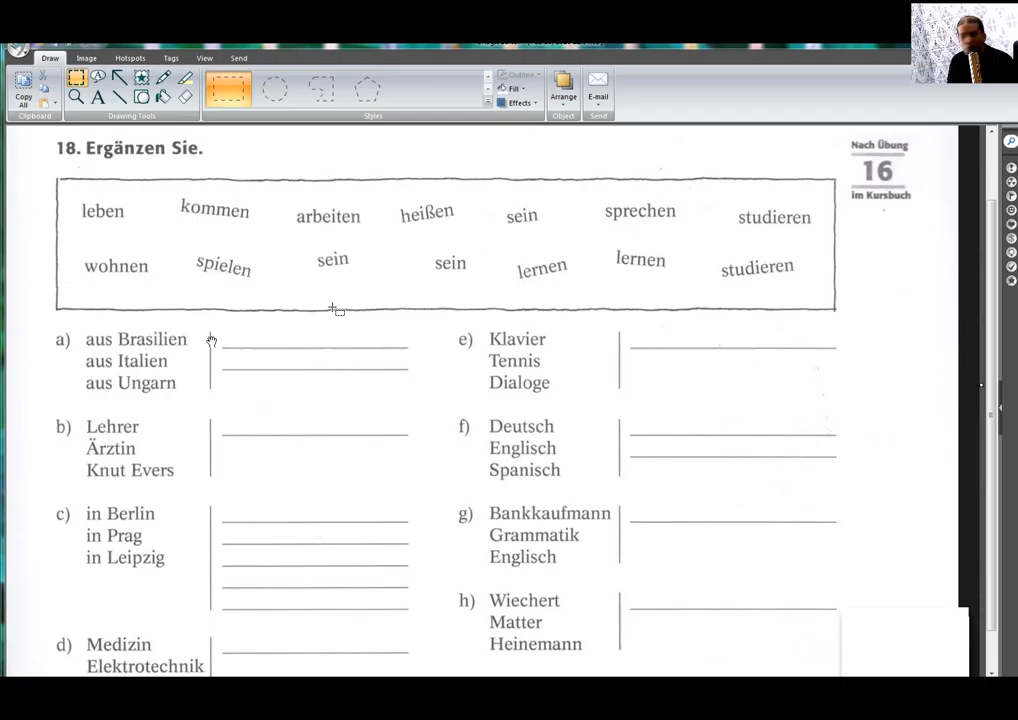 Draw Image Hotspots Tags View Send
Copy All
Outline
Fill
Effects
Arrange
E-mail
Clipboard Drawing Tools Styles Object Send
18. Ergänzen Sie.
Nach Übung
16
im Kursbuch
leben kommen arbeiten heißen sein sprechen studieren
wohnen spielen sein sein lernen lernen studieren
a) aus Brasilien
aus Italien
aus Ungarn
b) Lehrer
Ärztin
Knut Evers
c) in Berlin
in Prag
in Leipzig
d) Medizin
Elektrotechnik
e) Klavier
Tennis
Dialoge
f) Deutsch
Englisch
Spanisch
g) Bankkaufmann
Grammatik
Englisch
h) Wiechert
Matter
Heinemann